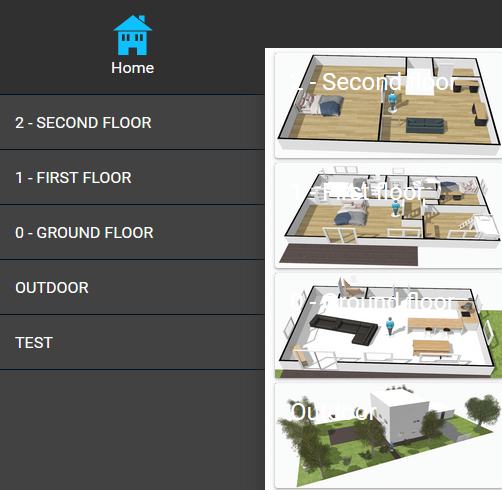 Home
2 - SECOND FLOOR
1 - FIRST FLOOR
0 - GROUND FLOOR
OUTDOOR
TEST
2 - Second floor
1 - First floor
0 - Ground floor
Outdoor